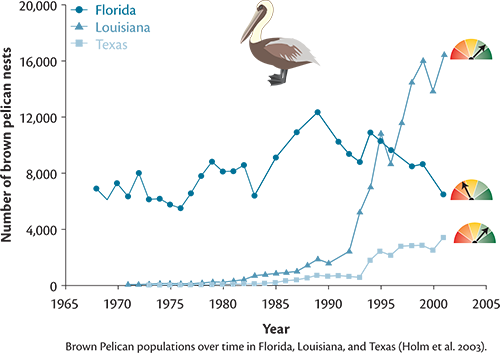 Florida
Louisiana
Texas
Number of brown pelican nests
20,000
16,000
12,000
8,000
4,000
0
1965 1970 1975 1980 1985 1990 1995 2000 2005
Year
Brown Pelican populations over time in Florida, Louisiana, and Texas (Holm et al. 2003).